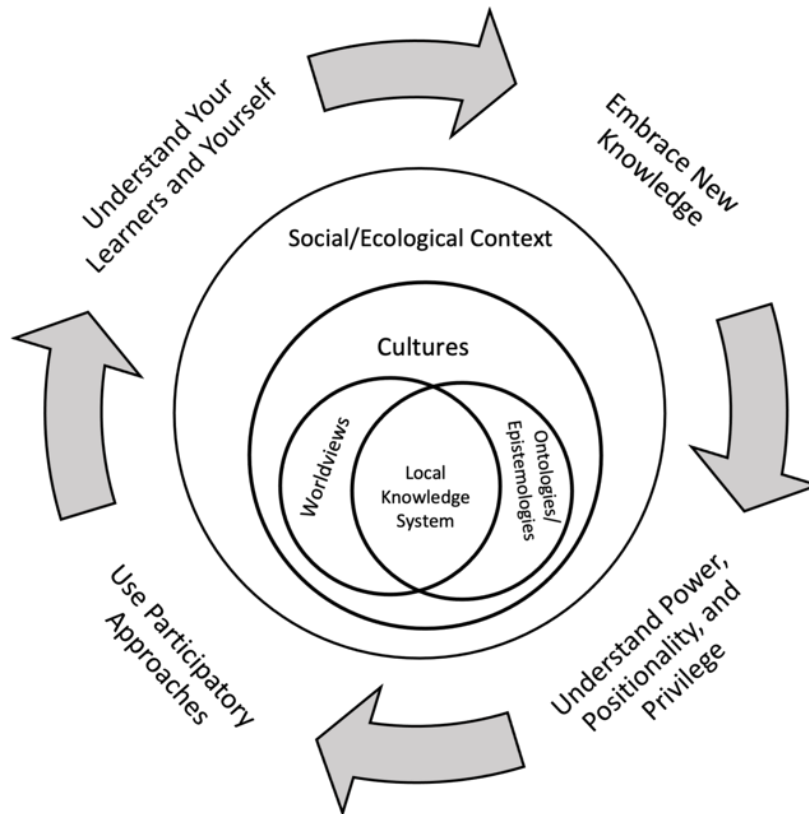 Understand Your
Learners and Yourself
Embrace New
Knowledge
Social/Ecological Context
Cultures
Worldviews
Local
Knowledge
System
Ontologies/
Epistemologies
Use Participatory
Approaches
Understand Power,
Positionality, and
Privilege